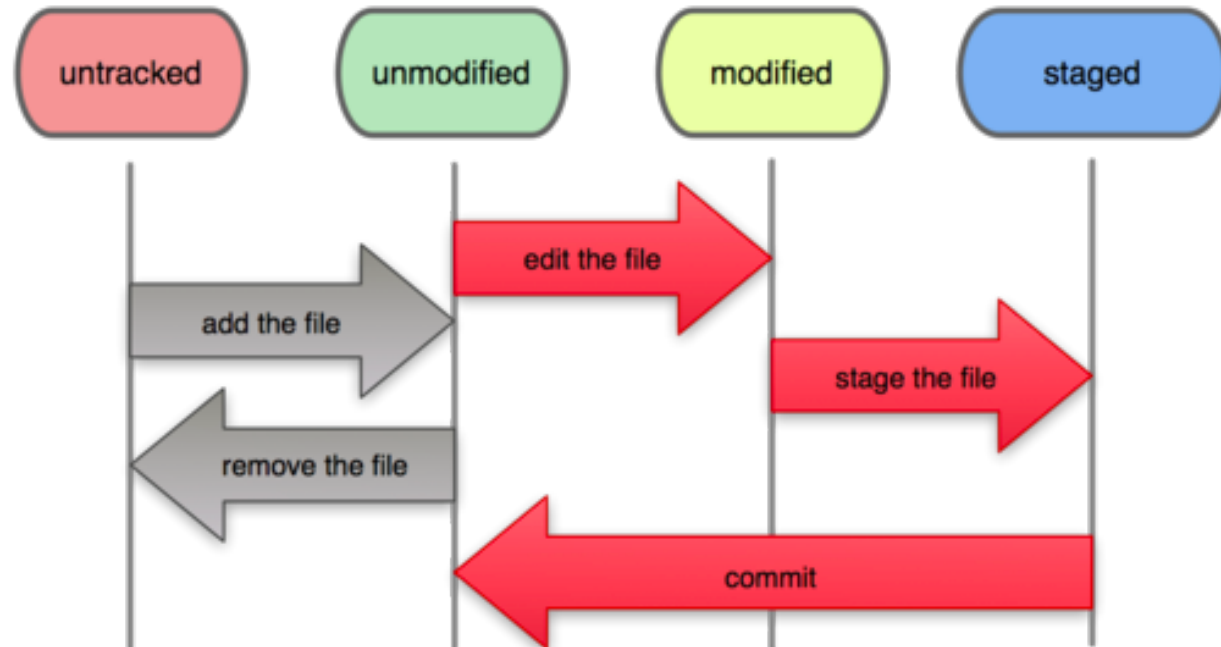 untracked
unmodified
modified
staged
edit the file
add the file
stage the file
remove the file
commit